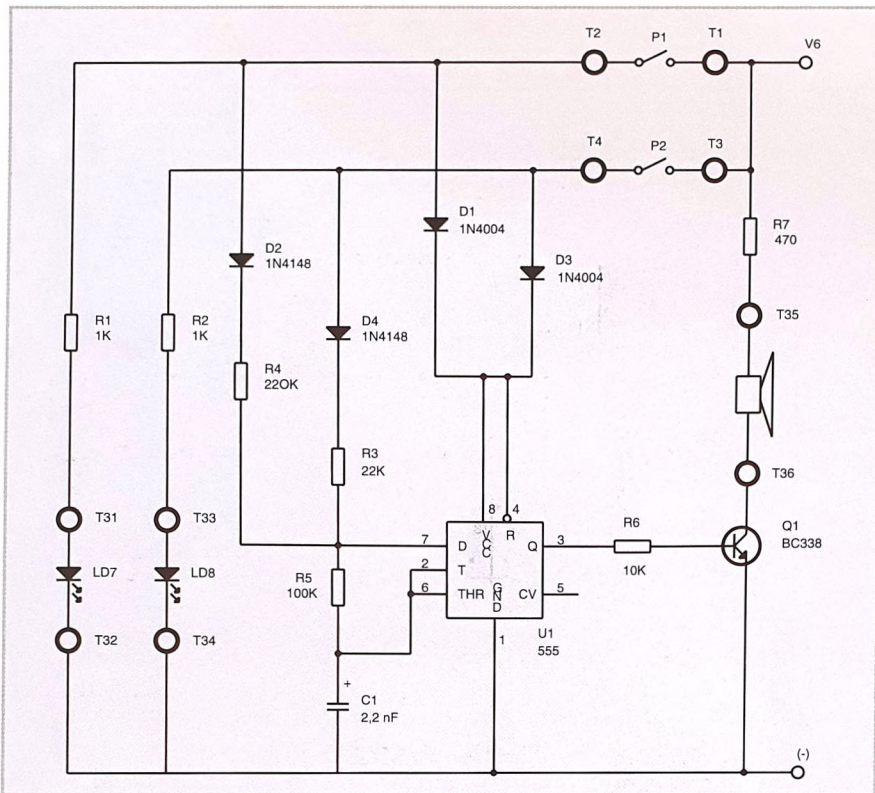 T2
P1
T1
V6
T4
P2
T3
D1
1N4004
R7
470
D2
1N4148
D3
1N4004
T35
R1
1K
R2
1K
D4
1N4148
R4
22OK
R3
22K
T36
8
4
T31
T33
Q1
BC338
7
D
VCC
R
Q
3
R6
10K
2
T
LD7
LD8
R5
100K
6
THR
GND
CV
5
T32
T34
1
U1
555
+
C1
2,2 nF
(-)